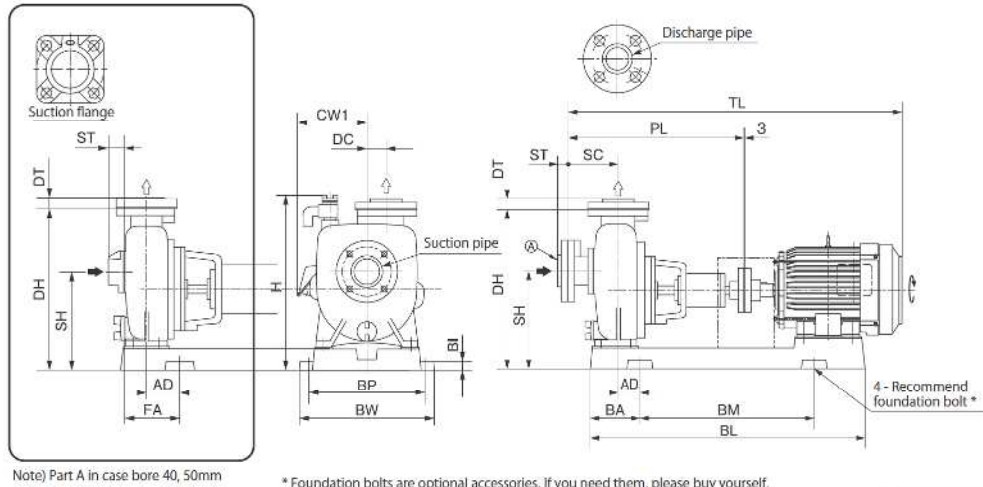 Suction flange
ST
DT
DH
SH
AD
FA
CW1
DC
H
Suction pipe
BI
BP
BW
Discharge pipe
TL
PL
3
ST
SC
DT
A
DH
SH
AD
BA
BM
BL
4 - Recommend
foundation bolt *
Note) Part A in case bore 40, 50mm
* Foundation bolts are optional accessories. If you need them, please buy yourself.